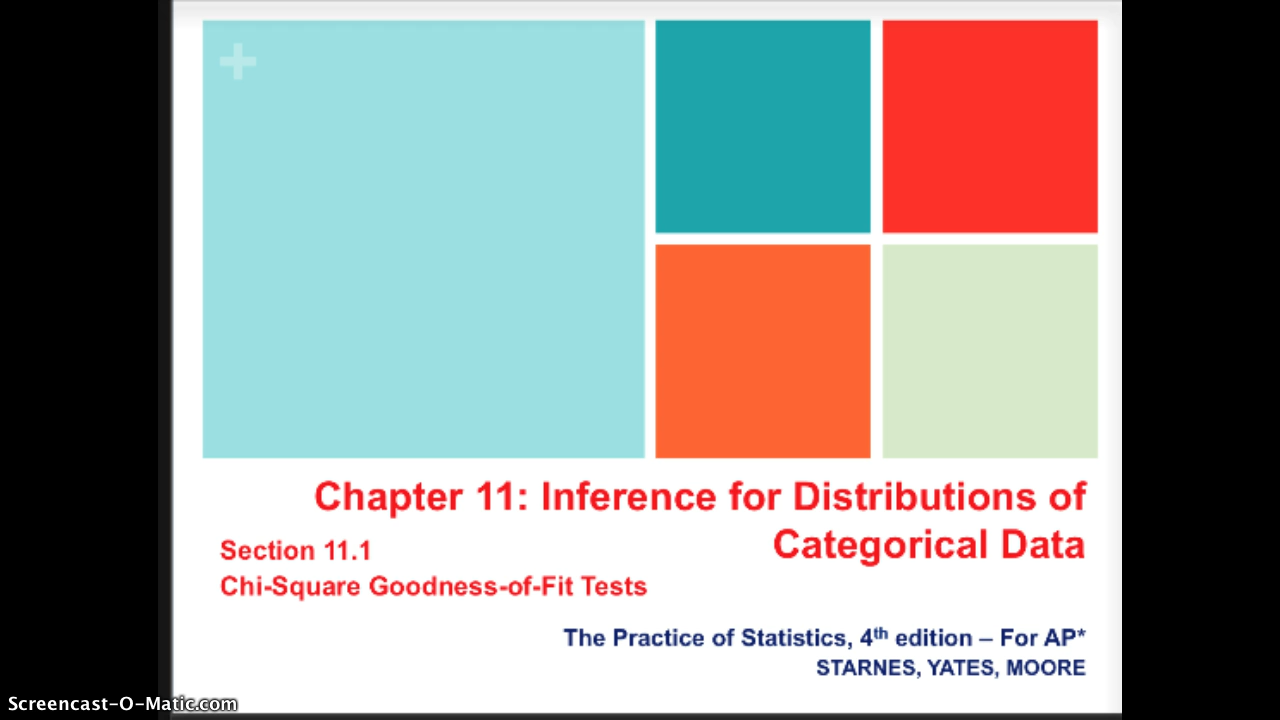 +
Chapter 11: Inference for Distributions of
Categorical Data
Section 11.1
Chi-Square Goodness-of-Fit Tests
The Practice of Statistics, 4th edition – For AP*
STARNES, YATES, MOORE
Screencast-O-Matic.com